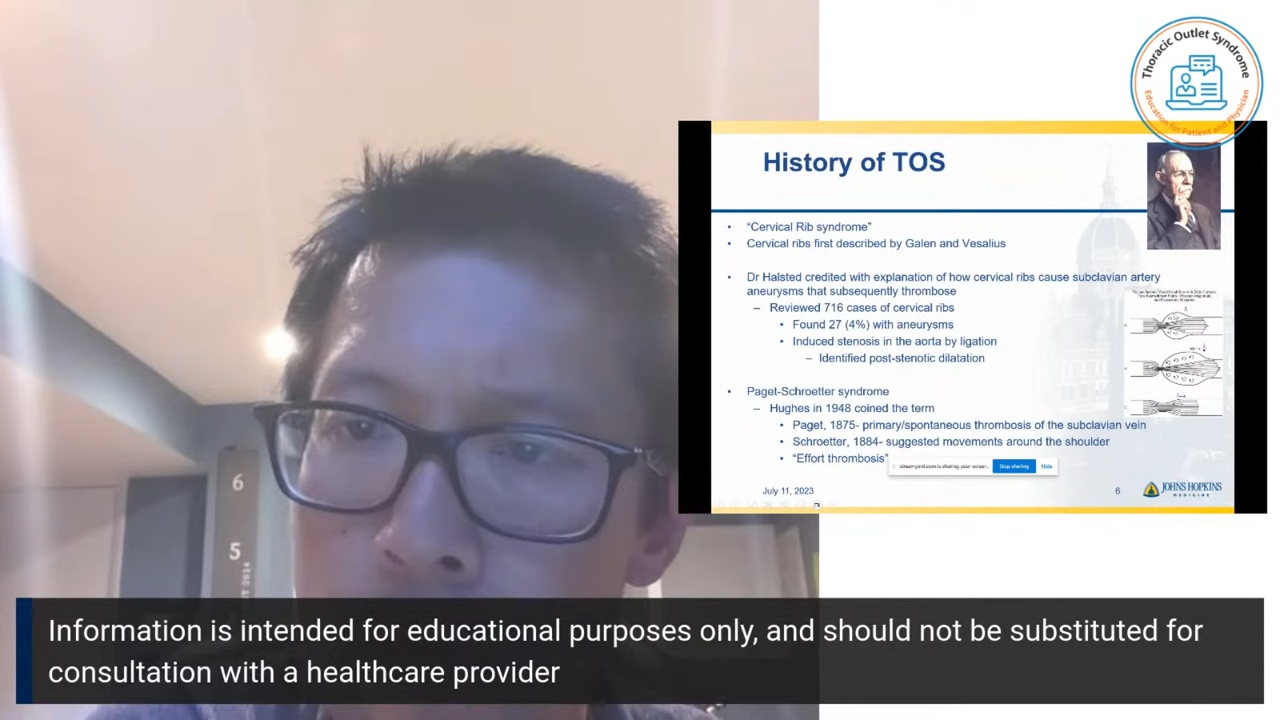 Thoracic Outlet Syndrome
Education for Patient and Physician
History of TOS
• "Cervical Rib syndrome"
• Cervical ribs first described by Galen and Vesalius
• Dr Halsted credited with explanation of how cervical ribs cause subclavian artery
aneurysms that subsequently thrombose
– Reviewed 716 cases of cervical ribs
• Found 27 (4%) with aneurysms
• Induced stenosis in the aorta by ligation
– Identified post-stenotic dilatation
• Paget-Schroetter syndrome
– Hughes in 1948 coined the term
• Paget, 1875- primary/spontaneous thrombosis of the subclavian vein
• Schroetter, 1884- suggested movements around the shoulder
• "Effort thrombosis"
streamyard.com is sharing your screen.
Stop sharing
Hide
July 11, 2023
6
JOHNS HOPKINS
MEDICINE
6
5
Information is intended for educational purposes only, and should not be substituted for
consultation with a healthcare provider